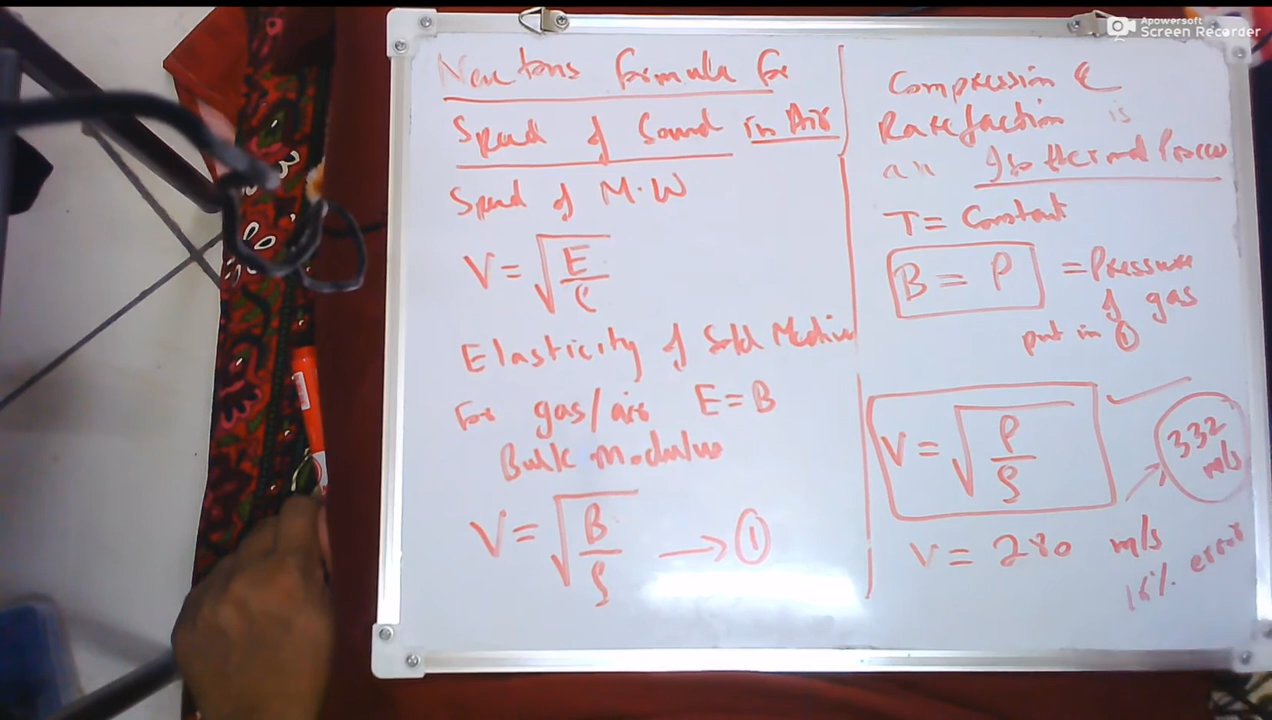 Newtons formula for
Speed of Sound in Air
Speed of M.W
V = √E/ρ
Elasticity of Solid Medium
For gas/air E = B
Bulk modulus
V = √B/ρ → ①
Compression &
Rarefaction is
an Isothermal Process
T = Constant
B = P = Pressure
of gas
put in ①
V = √P/ρ
332
m/s
V = 280 m/s
16% error
Apowersoft
Screen Recorder